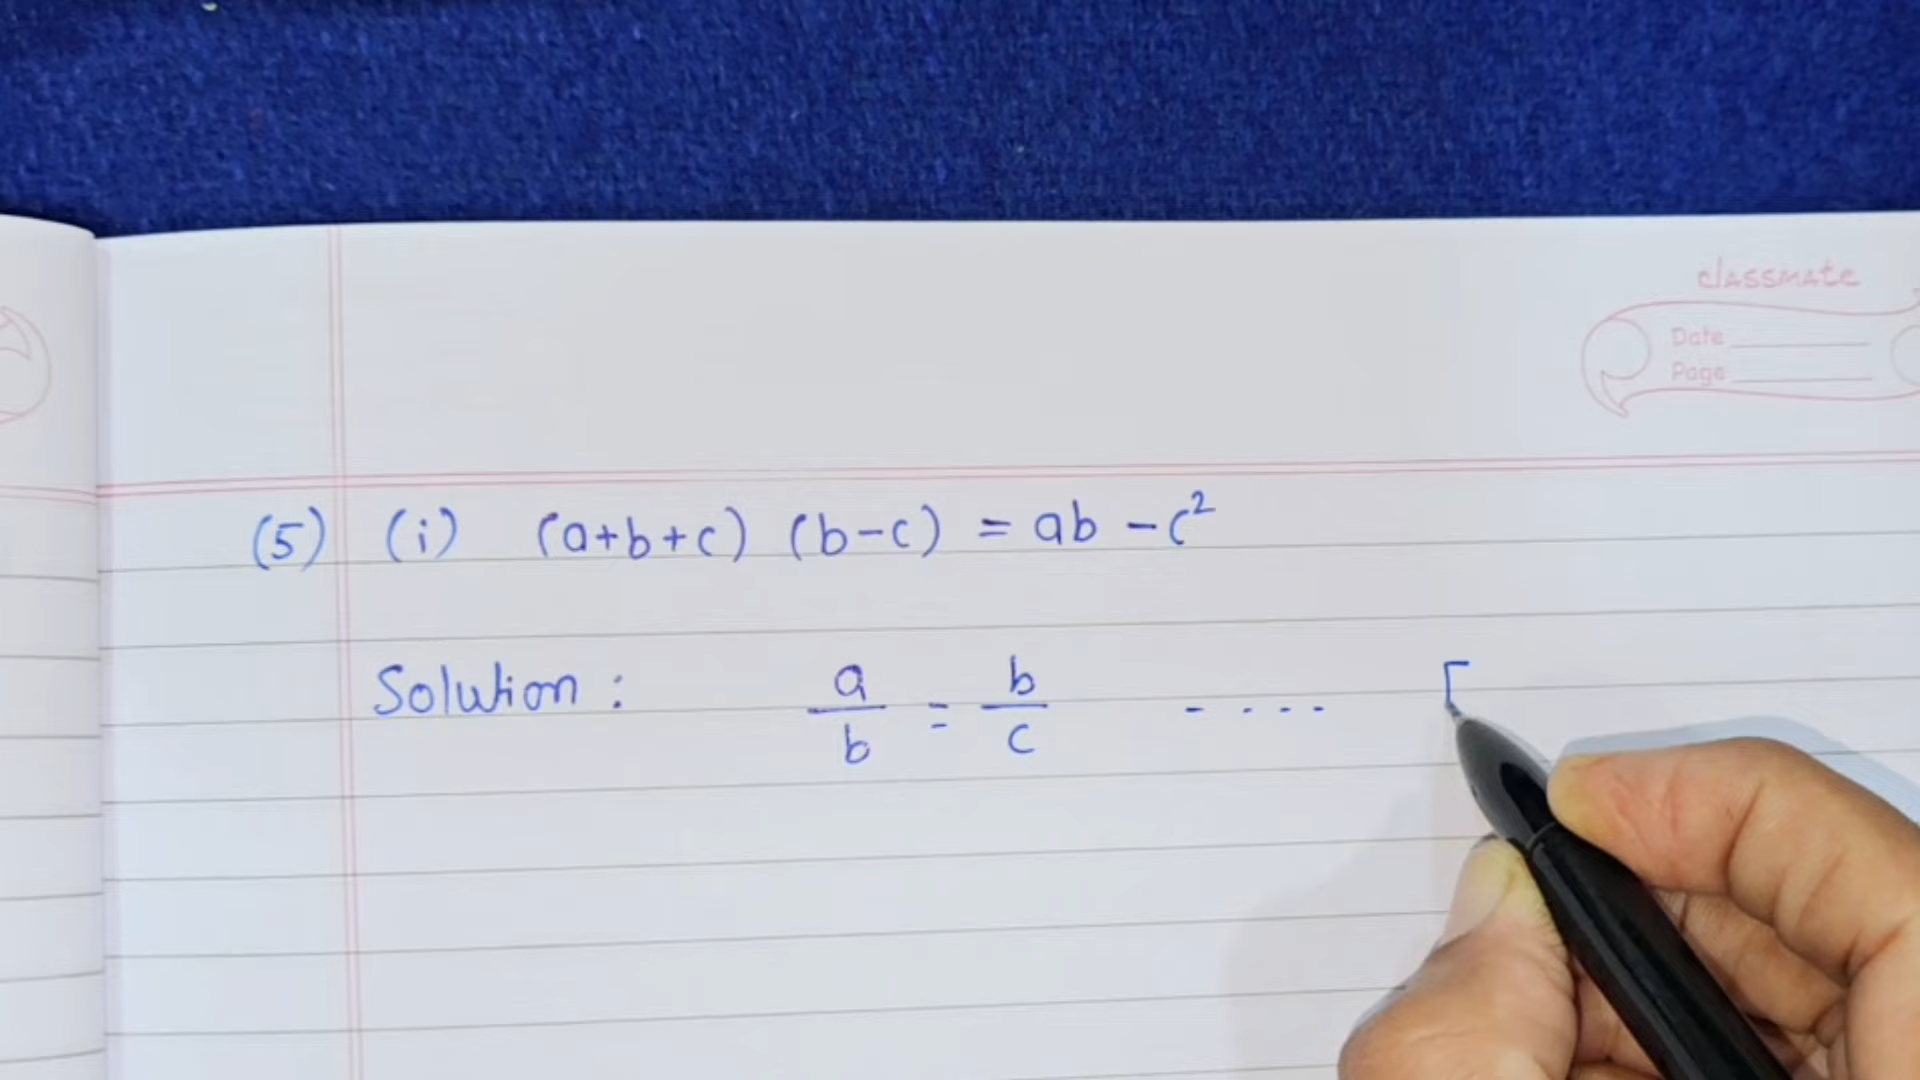 classmate
Date
Page
(5) (i) (a+b+c) (b-c) = ab - c²
Solution : a/b = b/c - . . . . [